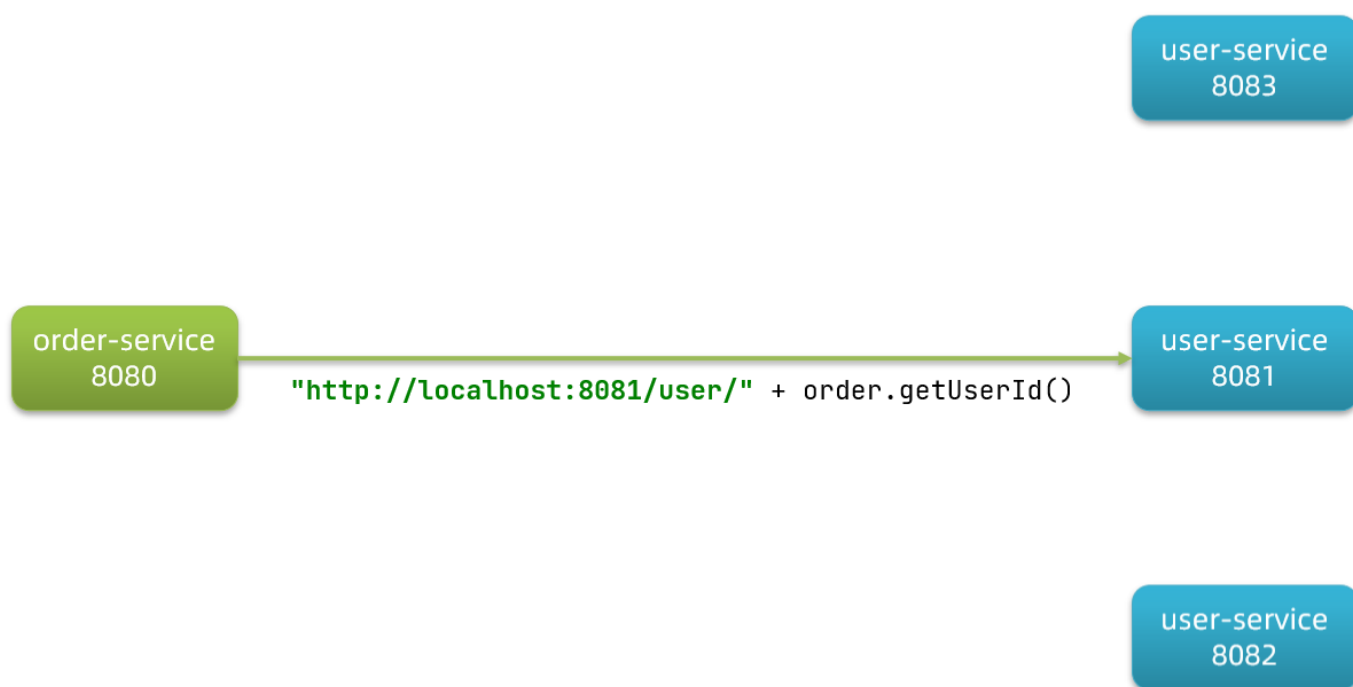 user-service
8083
order-service
8080
"http://localhost:8081/user/" + order.getUserId()
user-service
8081
user-service
8082